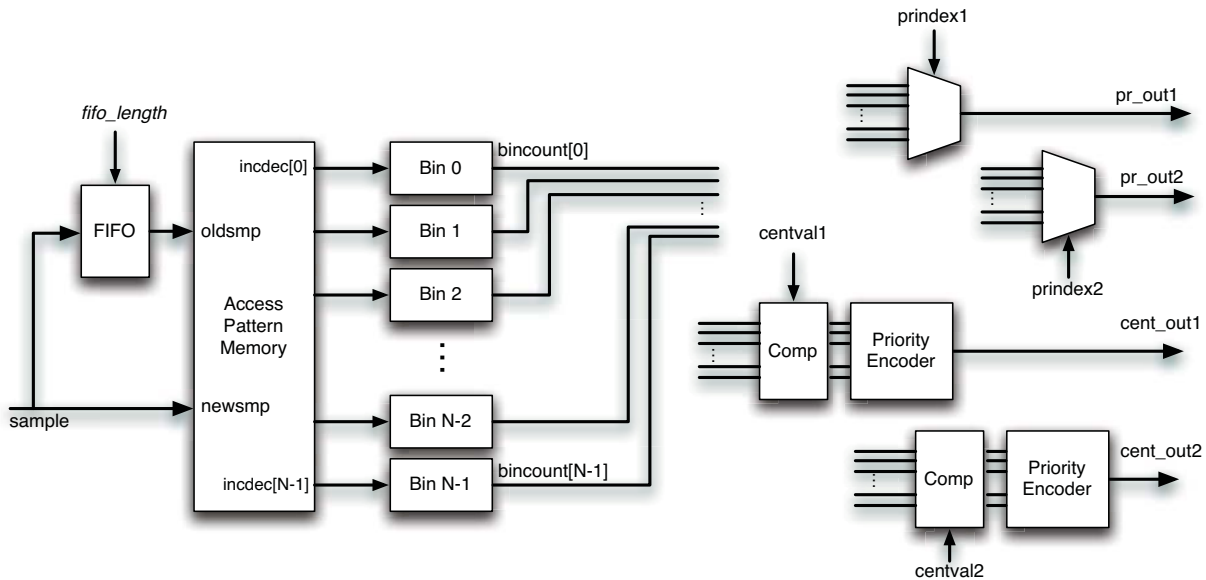 prindex1
pr_out1
fifo_length
incdec[0]
Bin 0
bincount[0]
pr_out2
FIFO
oldsmp
Bin 1
centval1
Bin 2
prindex2
Access
Pattern
Memory
Comp
Priority
Encoder
cent_out1
newsmp
sample
Bin N-2
incdec[N-1]
Bin N-1
bincount[N-1]
Comp
Priority
Encoder
cent_out2
centval2